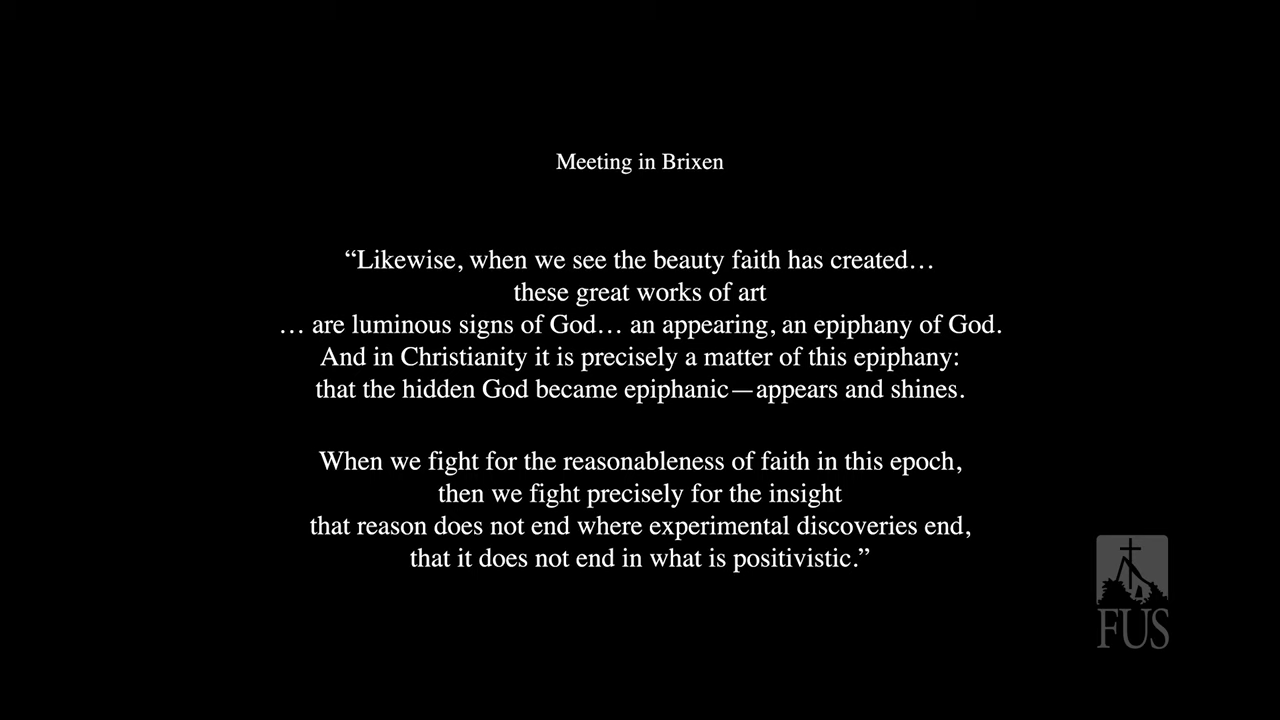 Meeting in Brixen
“Likewise, when we see the beauty faith has created…
these great works of art
… are luminous signs of God… an appearing, an epiphany of God.
And in Christianity it is precisely a matter of this epiphany:
that the hidden God became epiphanic—appears and shines.
When we fight for the reasonableness of faith in this epoch,
then we fight precisely for the insight
that reason does not end where experimental discoveries end,
that it does not end in what is positivistic.”
FUS